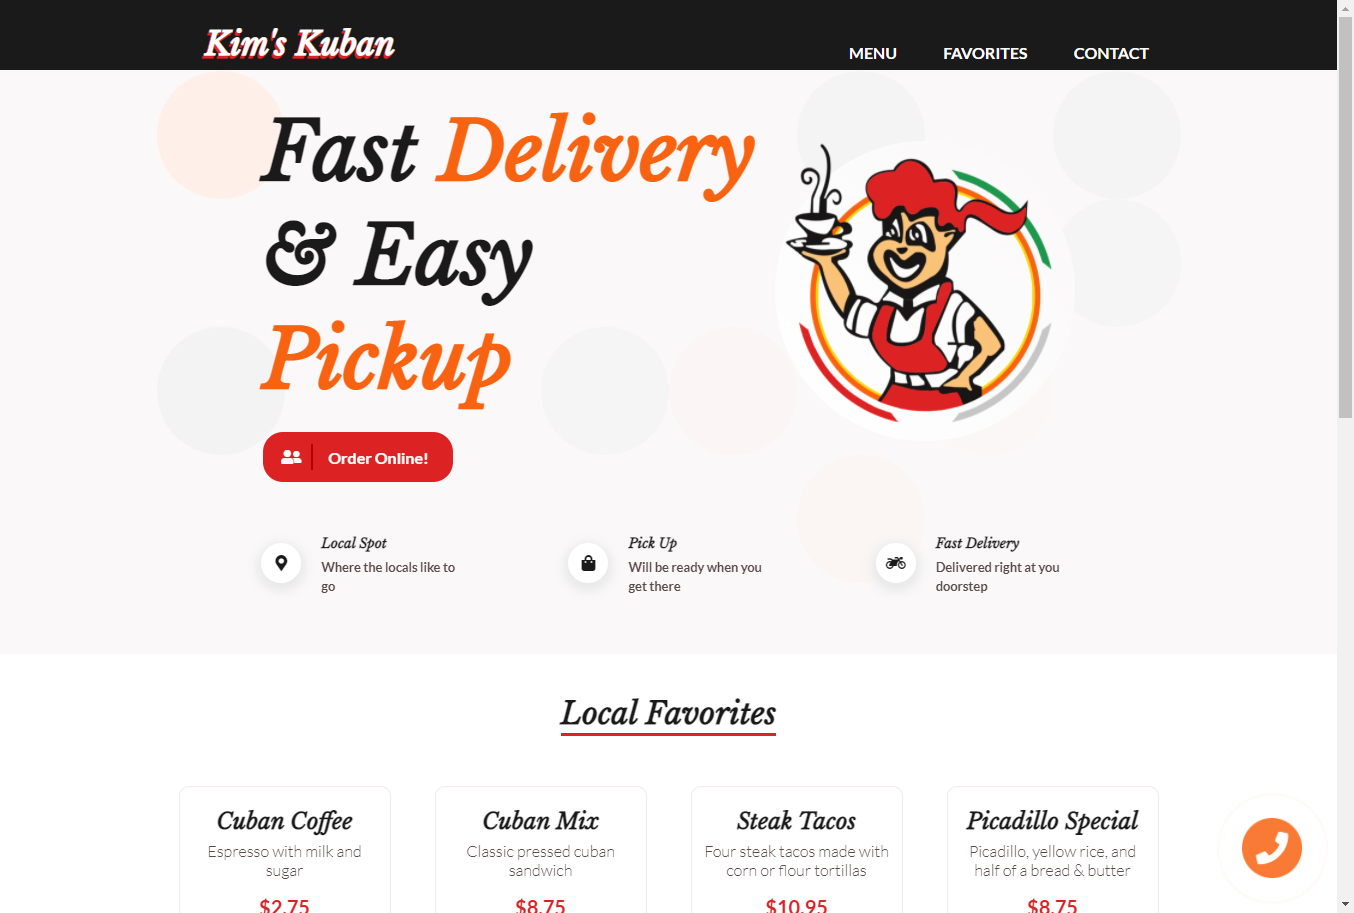 Kim's Kuban
MENU FAVORITES CONTACT
Fast Delivery
& Easy
Pickup
Order Online!
Local Spot
Where the locals like to
go
Pick Up
Will be ready when you
get there
Fast Delivery
Delivered right at you
doorstep
Local Favorites
Cuban Coffee
Espresso with milk and
sugar
$2.75
Cuban Mix
Classic pressed cuban
sandwich
$8.75
Steak Tacos
Four steak tacos made with
corn or flour tortillas
$10.95
Picadillo Special
Picadillo, yellow rice, and
half of a bread & butter
$8.75